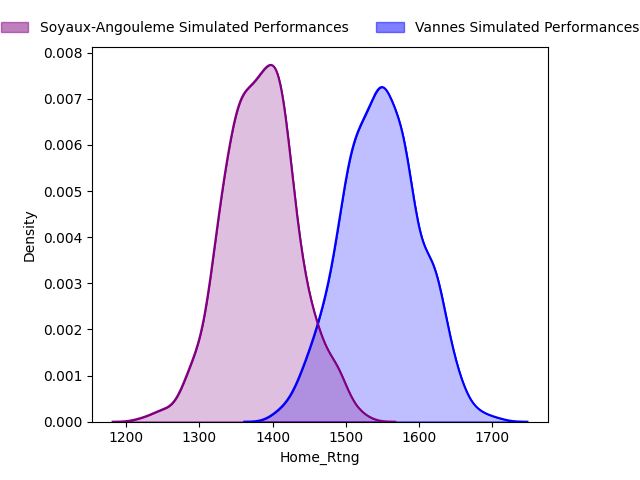 Soyaux-Angouleme Simulated Performances Vannes Simulated Performances
0.008
0.007
0.006
0.005
0.004
0.003
0.002
0.001
0.000
Density
1200 1300 1400 1500 1600 1700
Home_Rtng